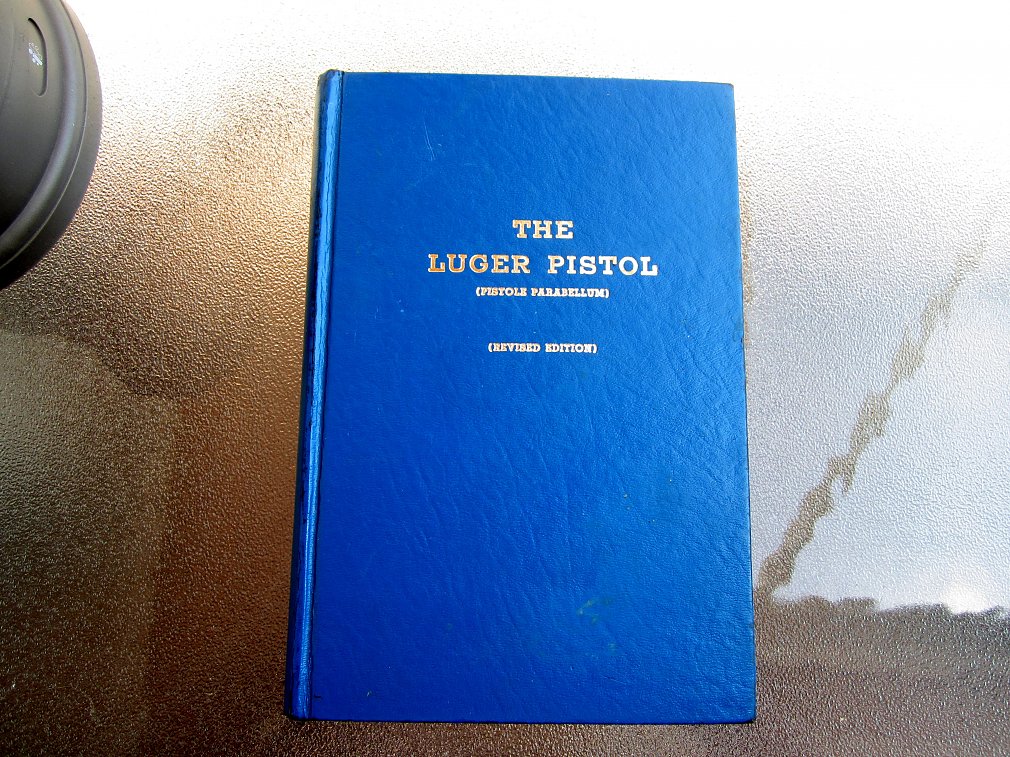 THE
LUGER PISTOL
(PISTOLE PARABELLUM)
(REVISED EDITION)